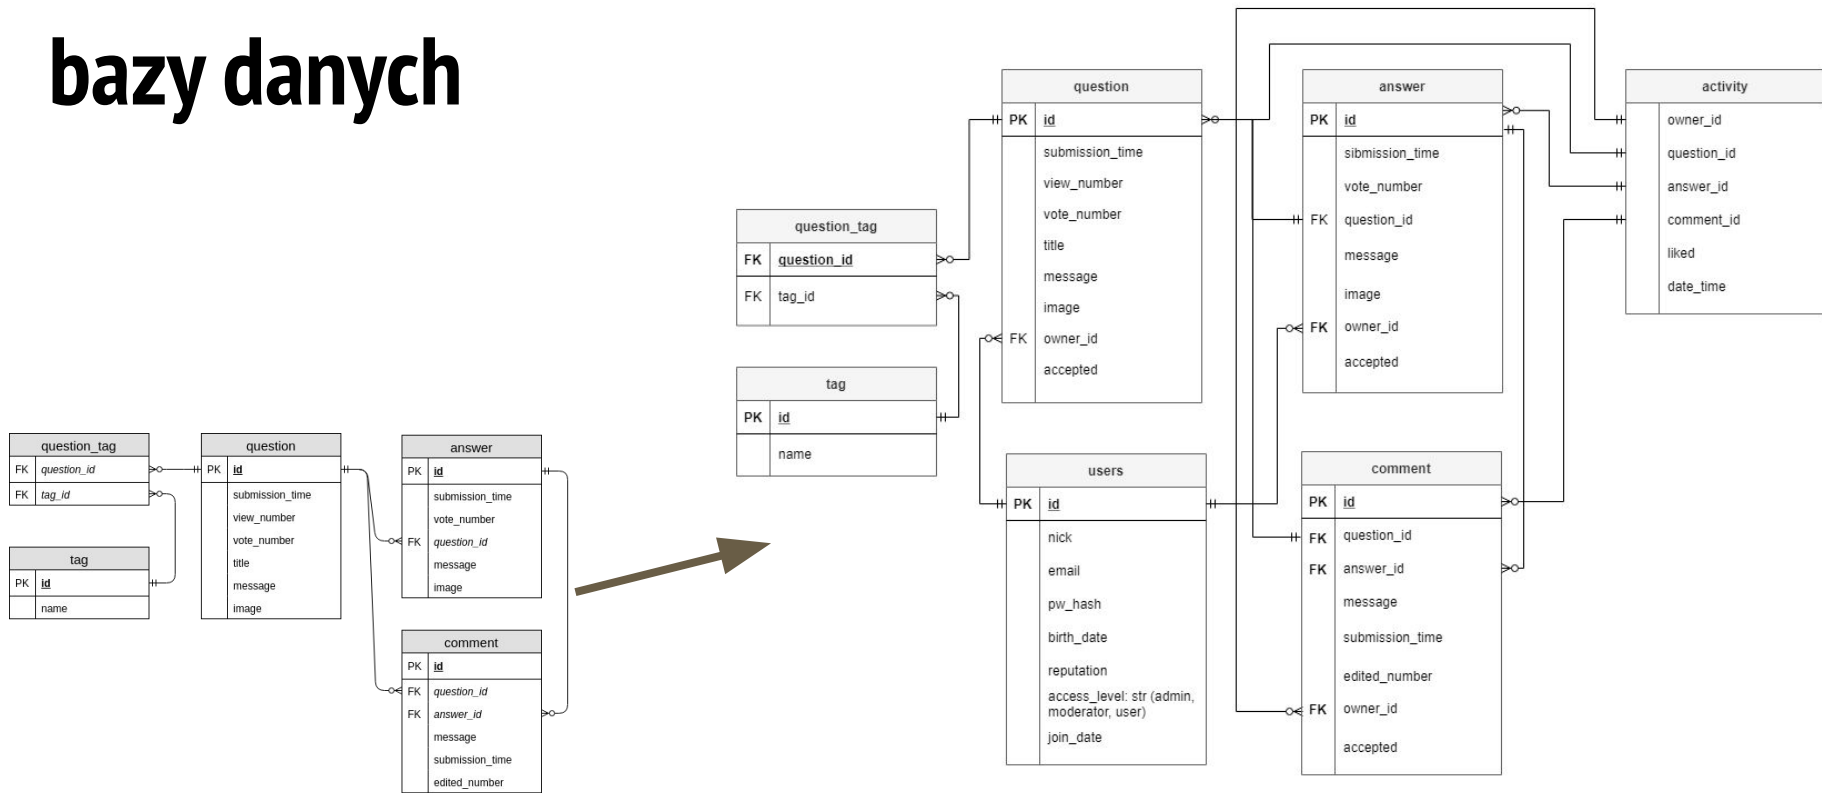 bazy danych
question_tag
FK question_id
FK tag_id
tag
PK id
name
question
PK id
submission_time
view_number
vote_number
title
message
image
answer
PK id
submission_time
vote_number
FK question_id
message
image
comment
PK id
FK question_id
FK answer_id
message
submission_time
edited_number
question_tag
FK question_id
FK tag_id
tag
PK id
name
question
PK id
submission_time
view_number
vote_number
title
message
image
FK owner_id
accepted
users
PK id
nick
email
pw_hash
birth_date
reputation
access_level: str (admin,
moderator, user)
join_date
answer
PK id
sibmission_time
vote_number
FK question_id
message
image
FK owner_id
accepted
comment
PK id
FK question_id
FK answer_id
message
submission_time
edited_number
FK owner_id
accepted
activity
owner_id
question_id
answer_id
comment_id
liked
date_time